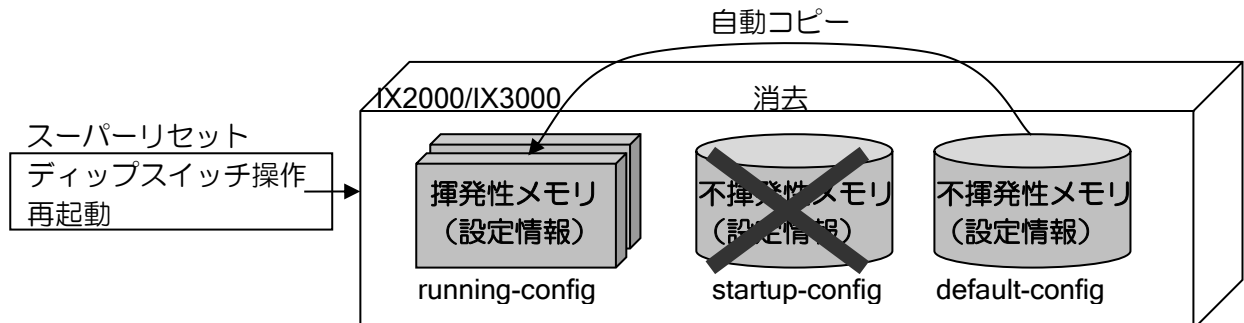 自動コピー
IX2000/IX3000
消去
スーパーリセット
ディップスイッチ操作
再起動
揮発性メモリ
（設定情報）
不揮発性メモリ
（設定情報）
不揮発性メモリ
（設定情報）
running-config
startup-config
default-config